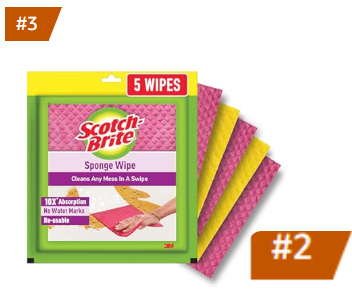 #3
5 WIPES
Scotch-
Brite
Sponge Wipe
Cleans Any Mess In A Swipe
10X Absorption
No Water Marks
Re-usable
3M
#2